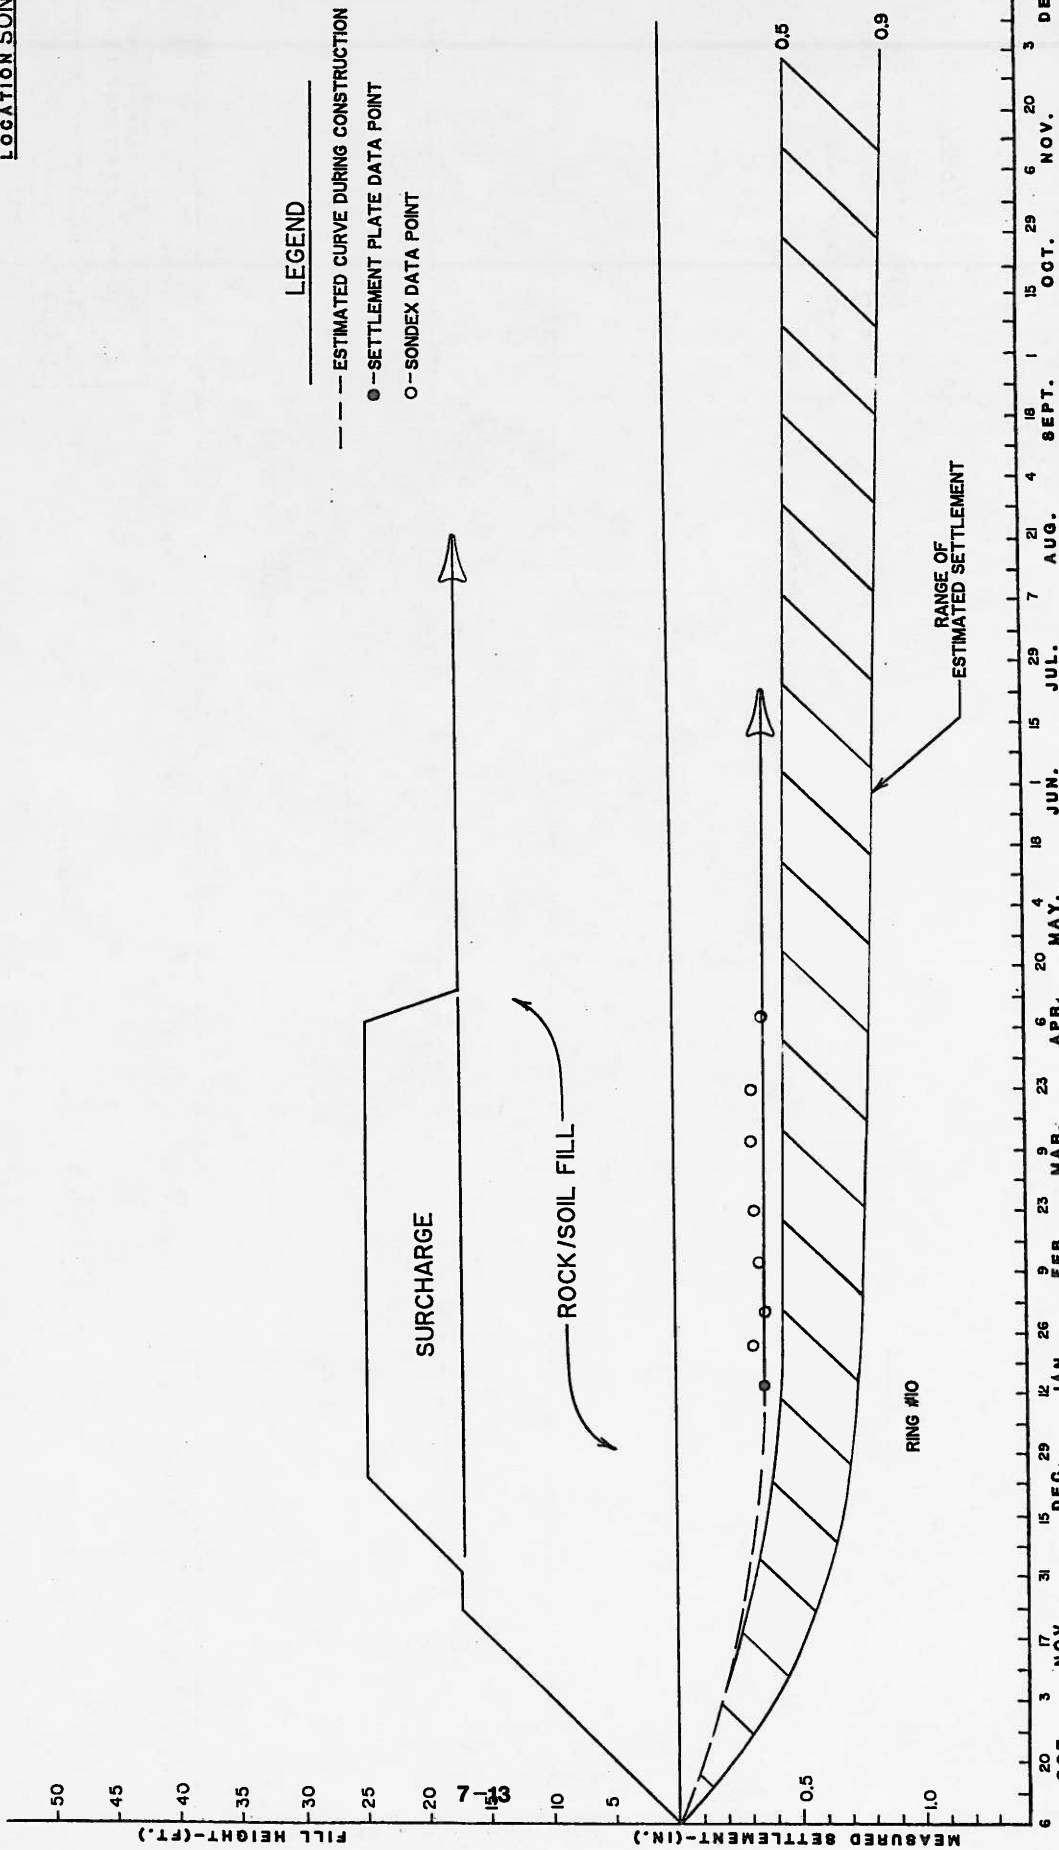 LOCATION SON
LEGEND
— — — ESTIMATED CURVE DURING CONSTRUCTION
●-SETTLEMENT PLATE DATA POINT
O-SONDEX DATA POINT
SURCHARGE
ROCK/SOIL FILL
RANGE OF
ESTIMATED SETTLEMENT
RING #10
0.5
0.9
FILL HEIGHT-(FT.)
50
45
40
35
30
25
20
15
10
5
7-13
MEASURED SETTLEMENT-(IN.)
0.5
1.0
6 20 3 17 31 15 29 12 26 9 23 9 23 6 20 4 18 1 15 29 7 21 4 18 1 15 29 6 20 3
OCT. NOV. DEC. JAN. FEB. MAR. APR. MAY. JUN. JUL. AUG. SEPT. OCT. NOV. DE